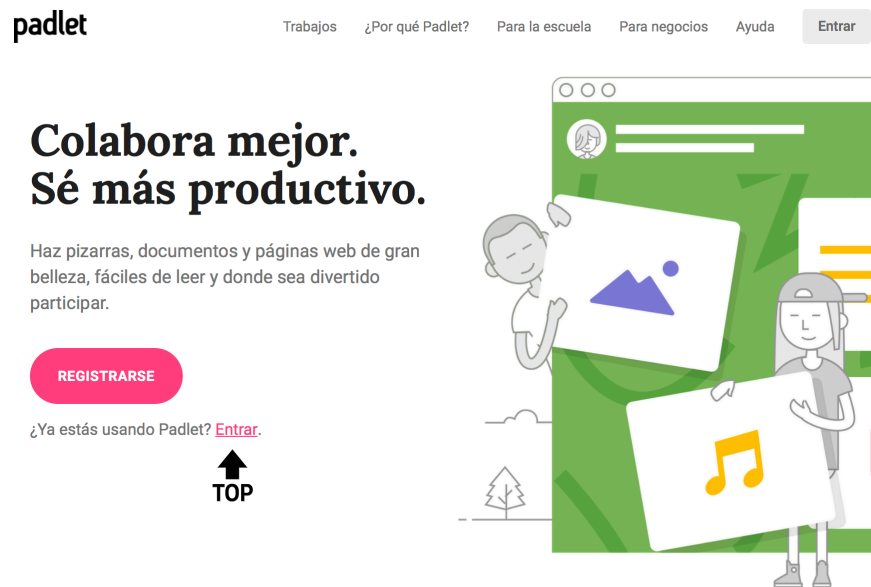 padlet
Trabajos ¿Por qué Padlet? Para la escuela Para negocios Ayuda Entrar
Colabora mejor.
Sé más productivo.
Haz pizarras, documentos y páginas web de gran
belleza, fáciles de leer y donde sea divertido
participar.
REGISTRARSE
¿Ya estás usando Padlet? Entrar.
TOP